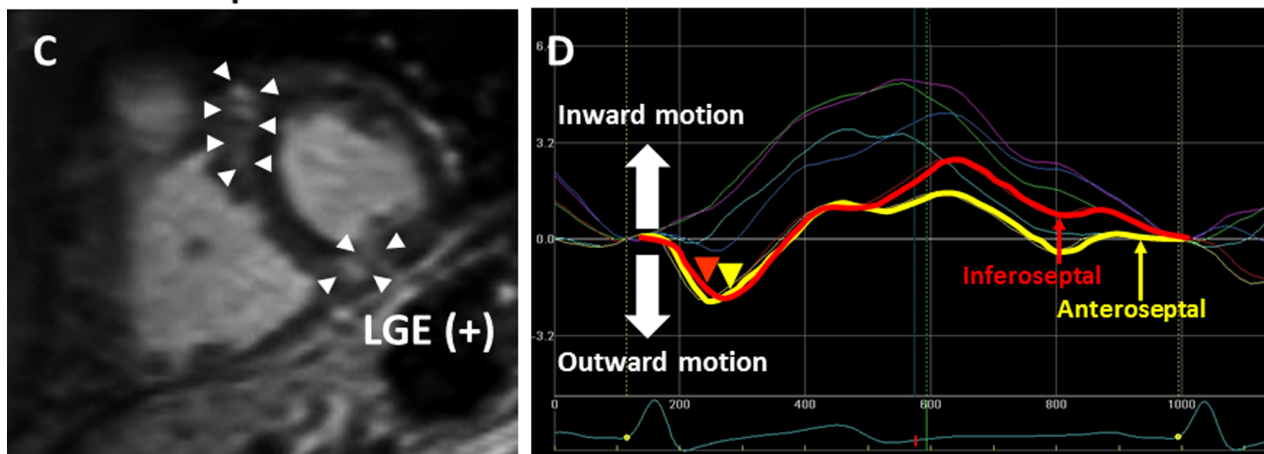 C
LGE (+)
D
6.4
Inward motion
3.2
0.0
Inferoseptal
Anteroseptal
-3.2
Outward motion
0 200 400 600 800 1000